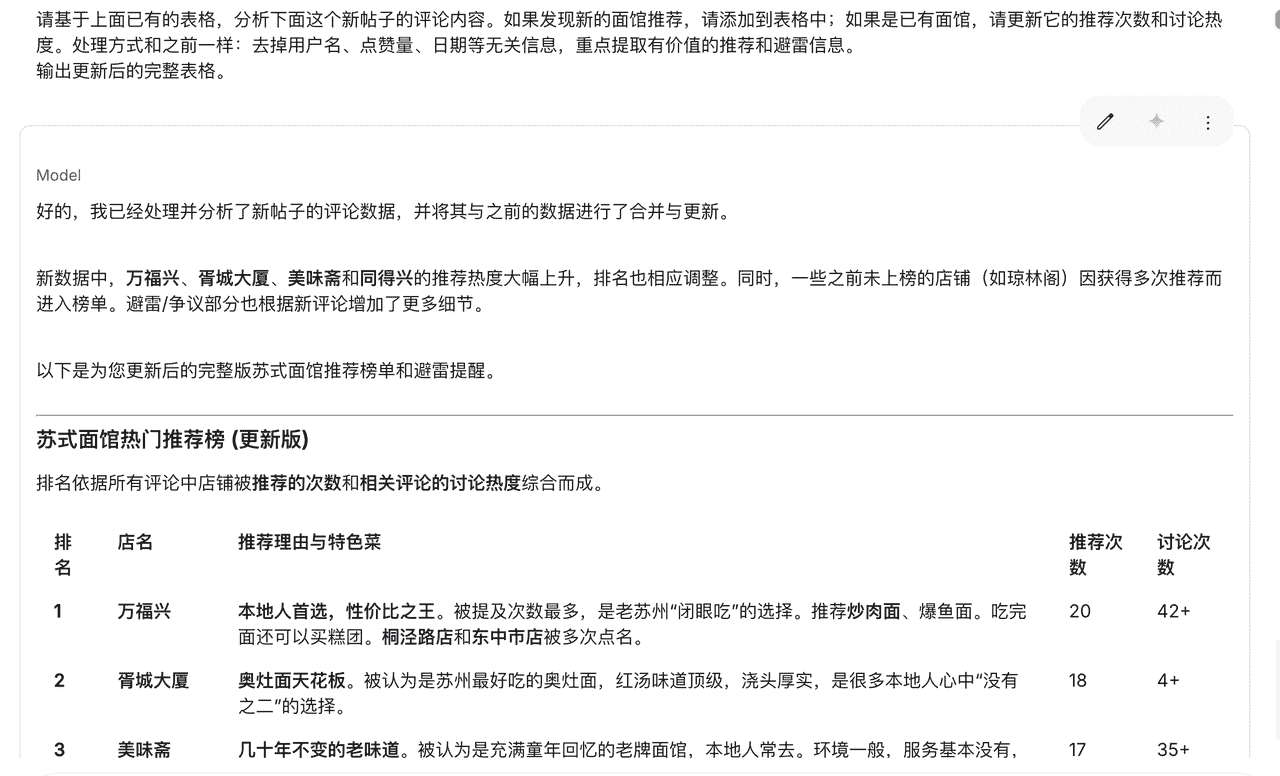 请基于上面已有的表格，分析下面这个新帖子的评论内容。如果发现新的面馆推荐，请添加到表格中；如果是已有面馆，请更新它的推荐次数和讨论热
度。处理方式和之前一样：去掉用户名、点赞量、日期等无关信息，重点提取有价值的推荐和避雷信息。
输出更新后的完整表格。
Model
好的，我已经处理并分析了新帖子的评论数据，并将其与之前的数据进行了合并与更新。
新数据中，万福兴、胥城大厦、美味斋和同得兴的推荐热度大幅上升，排名也相应调整。同时，一些之前未上榜的店铺（如琼林阁）因获得多次推荐而
进入榜单。避雷/争议部分也根据新评论增加了更多细节。
以下是为您更新后的完整版苏式面馆推荐榜单和避雷提醒。
苏式面馆热门推荐榜 (更新版)
排名依据所有评论中店铺被推荐的次数和相关评论的讨论热度综合而成。
排 店名 推荐理由与特色菜 推荐次 讨论次
名 数 数
1 万福兴 本地人首选，性价比之王。被提及次数最多，是老苏州“闭眼吃”的选择。推荐炒肉面、爆鱼面。吃完 20 42+
面还可以买糕团。桐泾路店和东中市店被多次点名。
2 胥城大厦 奥灶面天花板。被认为是苏州最好吃的奥灶面，红汤味道顶级，浇头厚实，是很多本地人心中“没有 18 4+
之二”的选择。
3 美味斋 几十年不变的老味道。被认为是充满童年回忆的老牌面馆，本地人常去。环境一般，服务基本没有， 17 35+